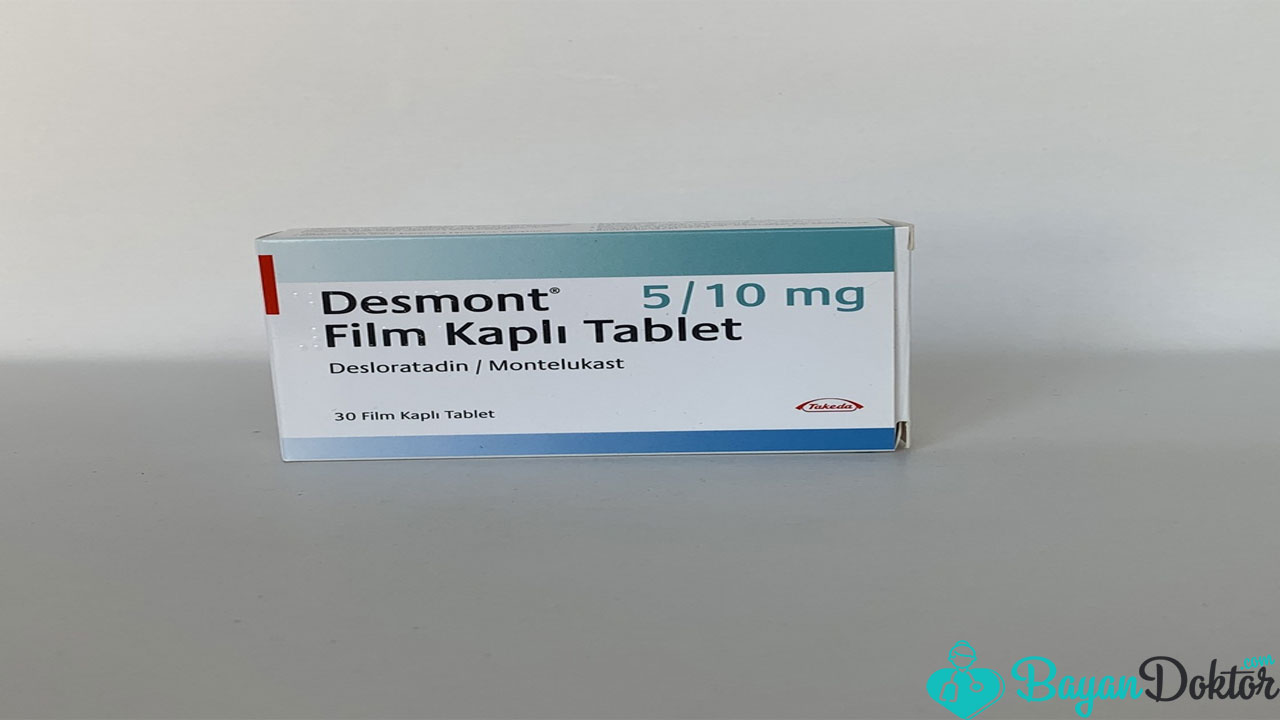 Desmont® 5/10 mg
Film Kaplı Tablet
Desloratadin / Montelukast
30 Film Kaplı Tablet
Takeda
BayanDoktor.com